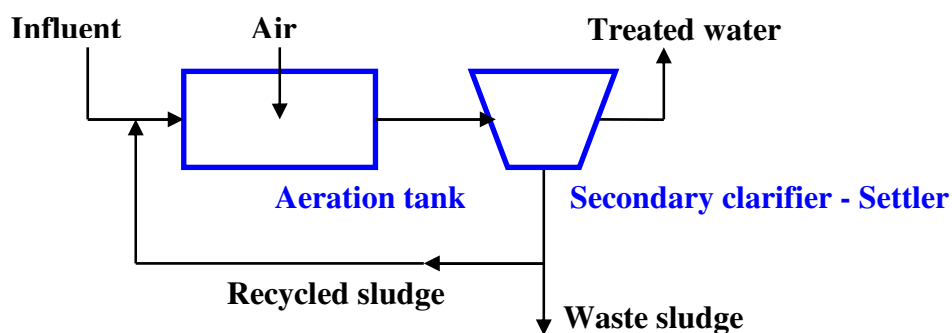 Influent
Air
Treated water
Aeration tank
Secondary clarifier - Settler
Recycled sludge
Waste sludge